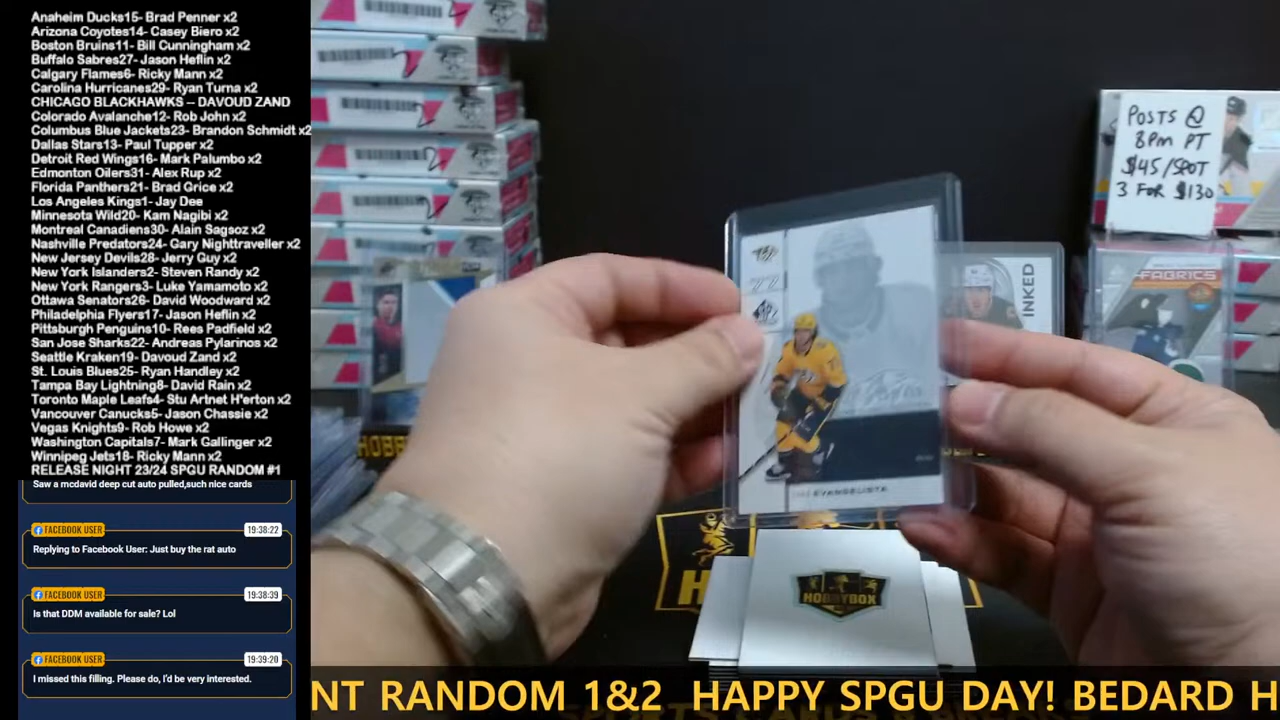 Anaheim Ducks15- Brad Penner x2
Arizona Coyotes14- Casey Biero x2
Boston Bruins11- Bill Cunningham x2
Buffalo Sabres27- Jason Heflin x2
Calgary Flames6- Ricky Mann x2
Carolina Hurricanes29- Ryan Turna x2
CHICAGO BLACKHAWKS -- DAVOUD ZAND
Colorado Avalanche12- Rob John x2
Columbus Blue Jackets23- Brandon Schmidt x2
Dallas Stars13- Paul Tupper x2
Detroit Red Wings16- Mark Palumbo x2
Edmonton Oilers31- Alex Rup x2
Florida Panthers21- Brad Grice x2
Los Angeles Kings1- Jay Dee
Minnesota Wild20- Kam Nagibi x2
Montreal Canadiens30- Alain Sagsoz x2
Nashville Predators24- Gary Nighttraveller x2
New Jersey Devils28- Jerry Guy x2
New York Islanders2- Steven Randy x2
New York Rangers3- Luke Yamamoto x2
Ottawa Senators26- David Woodward x2
Philadelphia Flyers17- Jason Heflin x2
Pittsburgh Penguins10- Rees Padfield x2
San Jose Sharks22- Andreas Pylarinos x2
Seattle Kraken19- Davoud Zand x2
St. Louis Blues25- Ryan Handley x2
Tampa Bay Lightning8- David Rain x2
Toronto Maple Leafs4- Stu Artnet H'erton x2
Vancouver Canucks5- Jason Chassie x2
Vegas Knights9- Rob Howe x2
Washington Capitals7- Mark Gallinger x2
Winnipeg Jets18- Ricky Mann x2
RELEASE NIGHT 23/24 SPGU RANDOM #1
Saw a mcdavid deep cut auto pulled,such nice cards
FACEBOOK USER 19:38:22
Replying to Facebook User: Just buy the rat auto
FACEBOOK USER 19:38:39
Is that DDM available for sale? Lol
FACEBOOK USER 19:39:20
I missed this filling. Please do, I'd be very interested.
POSTS @
8PM PT
$45/SPOT
3 FOR $130
INKED
FABRICS
EVANGELISTA
HOBBYBOX
NT RANDOM 1&2 HAPPY SPGU DAY! BEDARD H